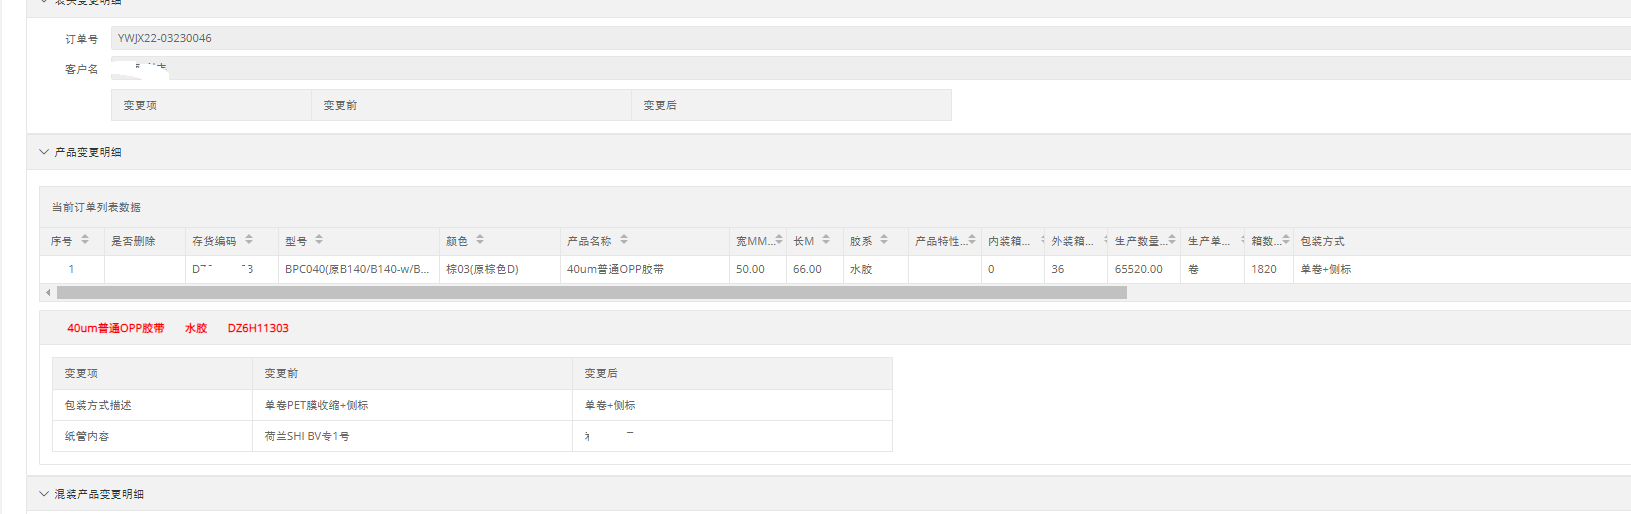 表头变更明细
订单号 YWJX22-03230046
客户名
变更项 变更前 变更后
产品变更明细
当前订单列表数据
序号 是否删除 存货编码 型号 颜色 产品名称 宽MM... 长M 胶系 产品特性... 内装箱... 外装箱... 生产数量... 生产单... 箱数... 包装方式
1 BPC040(原B140/B140-w/B... 棕03(原棕色D) 40um普通OPP胶带 50.00 66.00 水胶 0 36 65520.00 卷 1820 单卷+侧标
40um普通OPP胶带 水胶 DZ6H11303
变更项 变更前 变更后
包装方式描述 单卷PET膜收缩+侧标 单卷+侧标
纸管内容 荷兰SHI BV专1号
混装产品变更明细